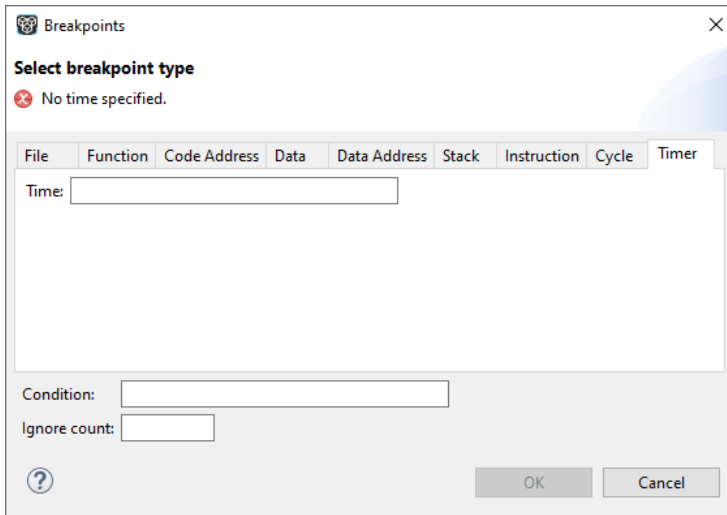 Breakpoints
Select breakpoint type
No time specified.
File Function Code Address Data Data Address Stack Instruction Cycle Timer
Time:
Condition:
Ignore count:
? OK Cancel